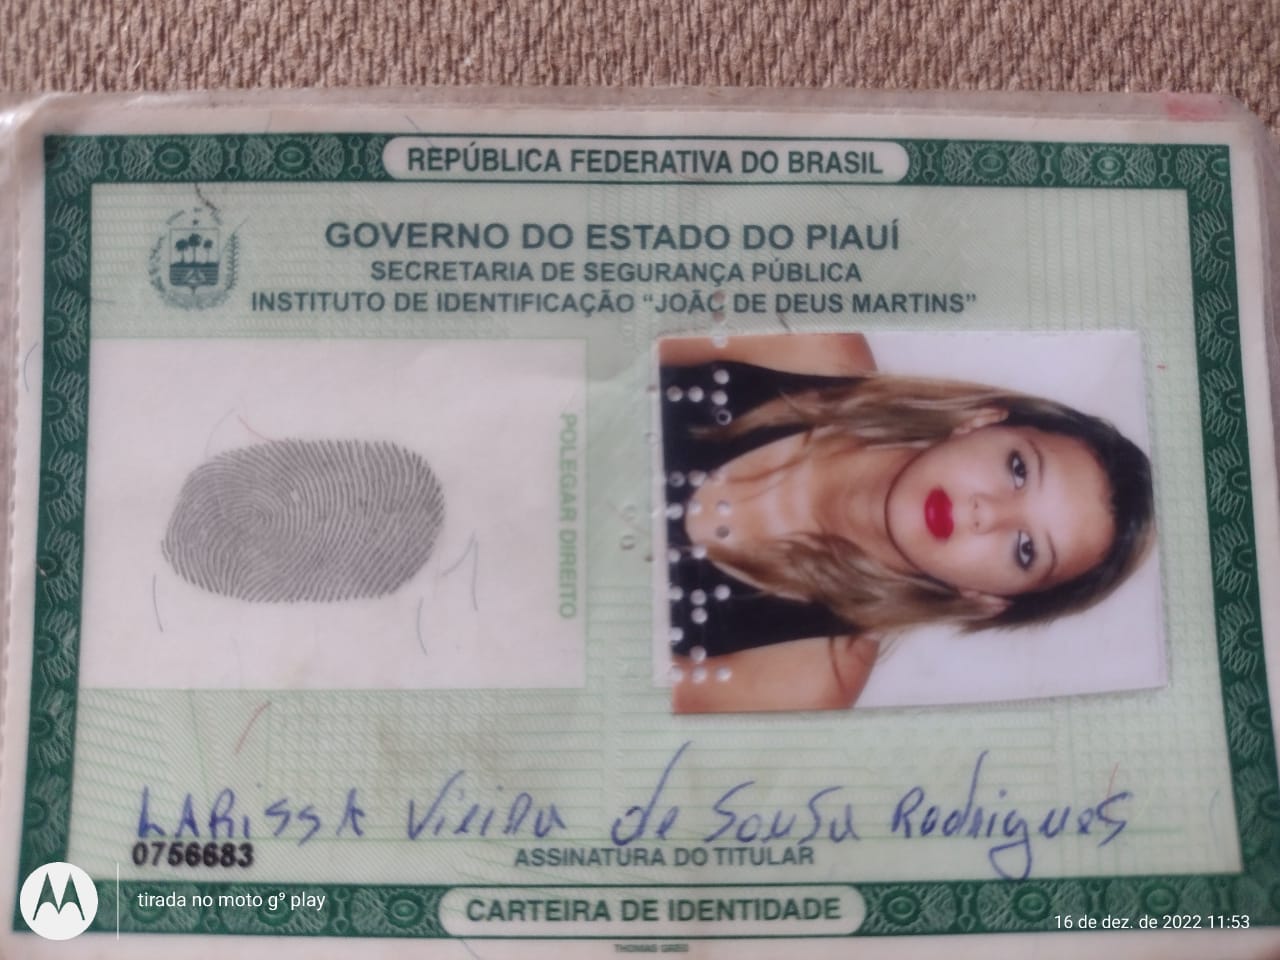 REPÚBLICA FEDERATIVA DO BRASIL
GOVERNO DO ESTADO DO PIAUÍ
SECRETARIA DE SEGURANÇA PÚBLICA
INSTITUTO DE IDENTIFICAÇÃO “JOÃO DE DEUS MARTINS”
POLEGAR DIREITO
LARISSA Vieira de Sousa Rodrigues
0756683
ASSINATURA DO TITULAR
CARTEIRA DE IDENTIDADE
THOMAS GREG
tirada no moto g⁹ play
16 de dez. de 2022 11:53